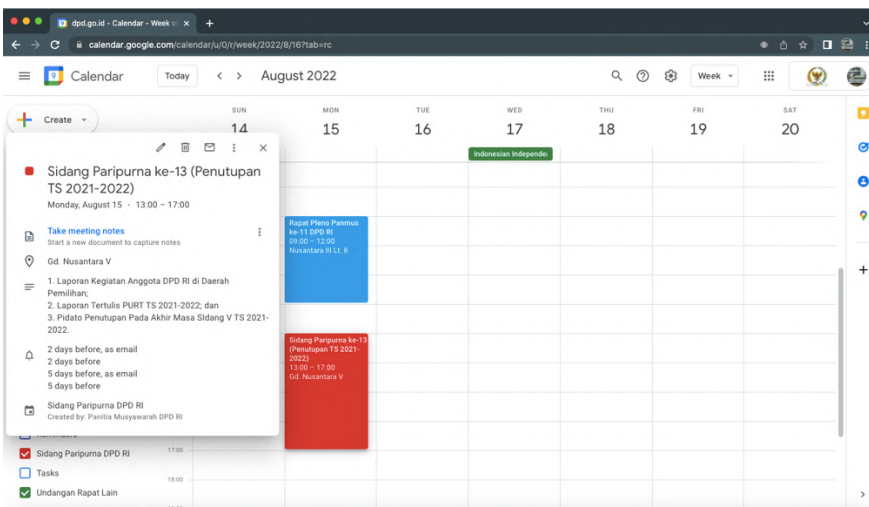 dpd.go.id - Calendar - Week o
calendar.google.com/calendar/u/0/r/week/2022/8/16?tab=rc
Calendar
Today
August 2022
Week
Create
SUN
MON
TUE
WED
THU
FRI
SAT
14
15
16
17
18
19
20
Indonesian Independe
Sidang Paripurna ke-13 (Penutupan
TS 2021-2022)
Monday, August 15 · 13:00 – 17:00
Take meeting notes
Start a new document to capture notes
Gd. Nusantara V
1. Laporan Kegiatan Anggota DPD RI di Daerah
Pemilihan;
2. Laporan Tertulis PURT TS 2021-2022; dan
3. Pidato Penutupan Pada Akhir Masa SIdang V TS 2021-
2022.
2 days before, as email
2 days before
5 days before, as email
5 days before
Sidang Paripurna DPD RI
Created by: Panitia Musyawarah DPD RI
Rapat Pleno Panmus
ke-11 DPD RI
09:00 – 12:00
Nusantara III Lt. 8
Sidang Paripurna ke-13
(Penutupan TS 2021-
2022)
13:00 – 17:00
Gd. Nusantara V
Sidang Paripurna DPD RI
17:00
Tasks
18:00
Undangan Rapat Lain